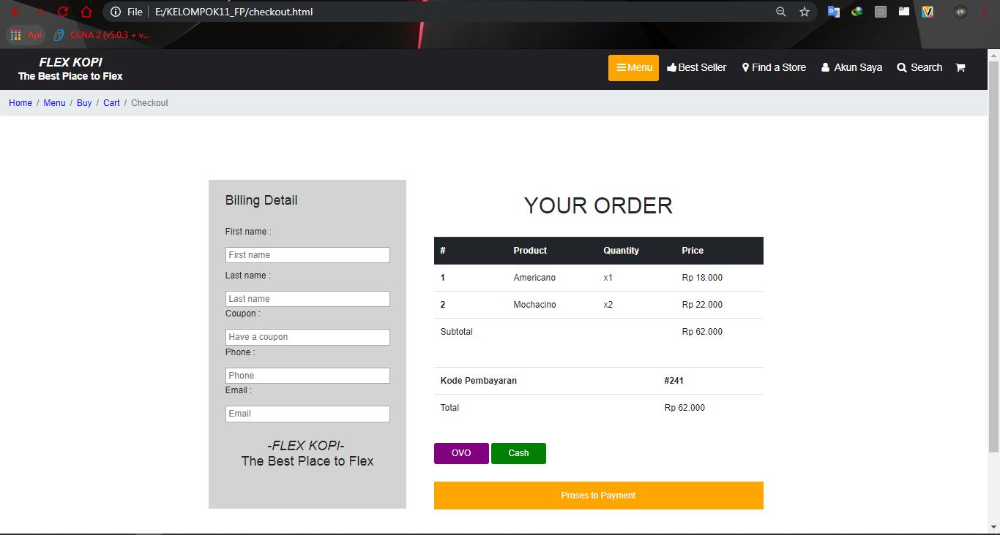 File E:/KELOMPOK11_FP/checkout.html
Apl CCNA 2 (v5.0.3 + v...
FLEX KOPI
The Best Place to Flex
Menu Best Seller Find a Store Akun Saya Search
Home / Menu / Buy / Cart / Checkout
Billing Detail
First name :
First name
Last name :
Last name
Coupon :
Have a coupon
Phone :
Phone
Email :
Email
-FLEX KOPI-
The Best Place to Flex
YOUR ORDER
# Product Quantity Price
1 Americano x1 Rp 18.000
2 Mochacino x2 Rp 22.000
Subtotal Rp 62.000
Kode Pembayaran #241
Total Rp 62.000
OVO Cash
Proses to Payment